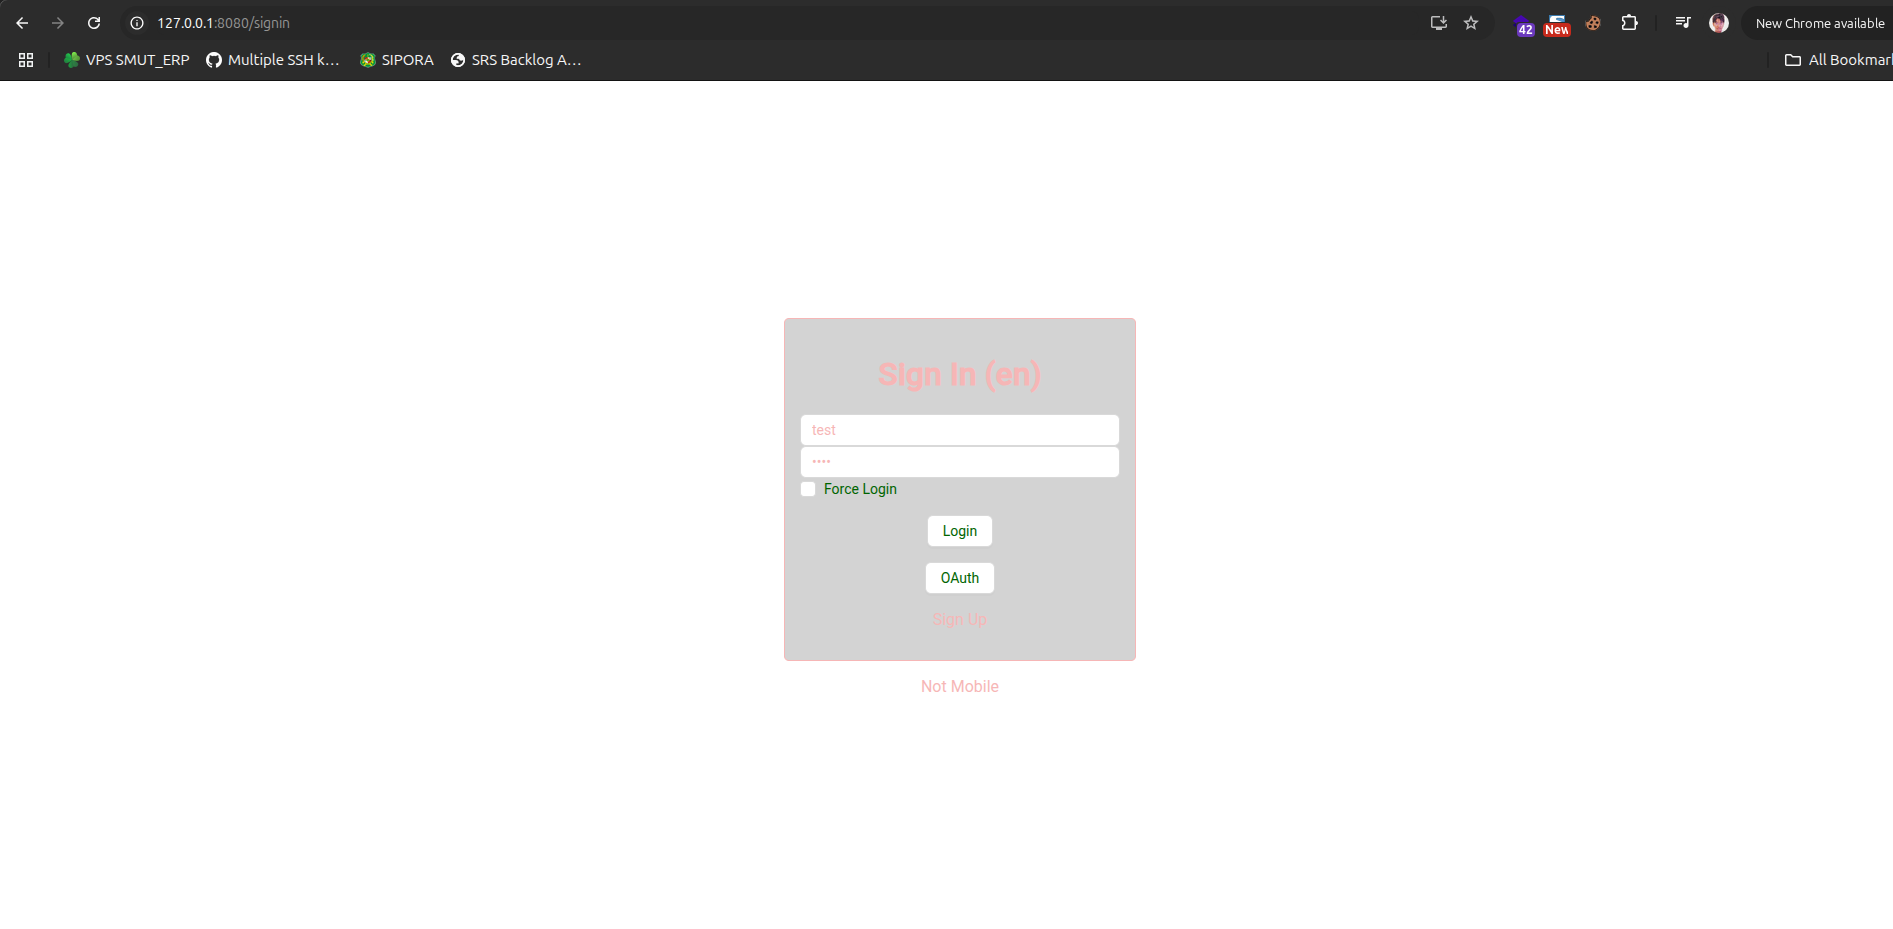 127.0.0.1:8080/signin
42
New
New Chrome available
VPS SMUT_ERP
Multiple SSH k...
SIPORA
SRS Backlog A...
All Bookmar
Sign In (en)
test
••••
Force Login
Login
OAuth
Sign Up
Not Mobile